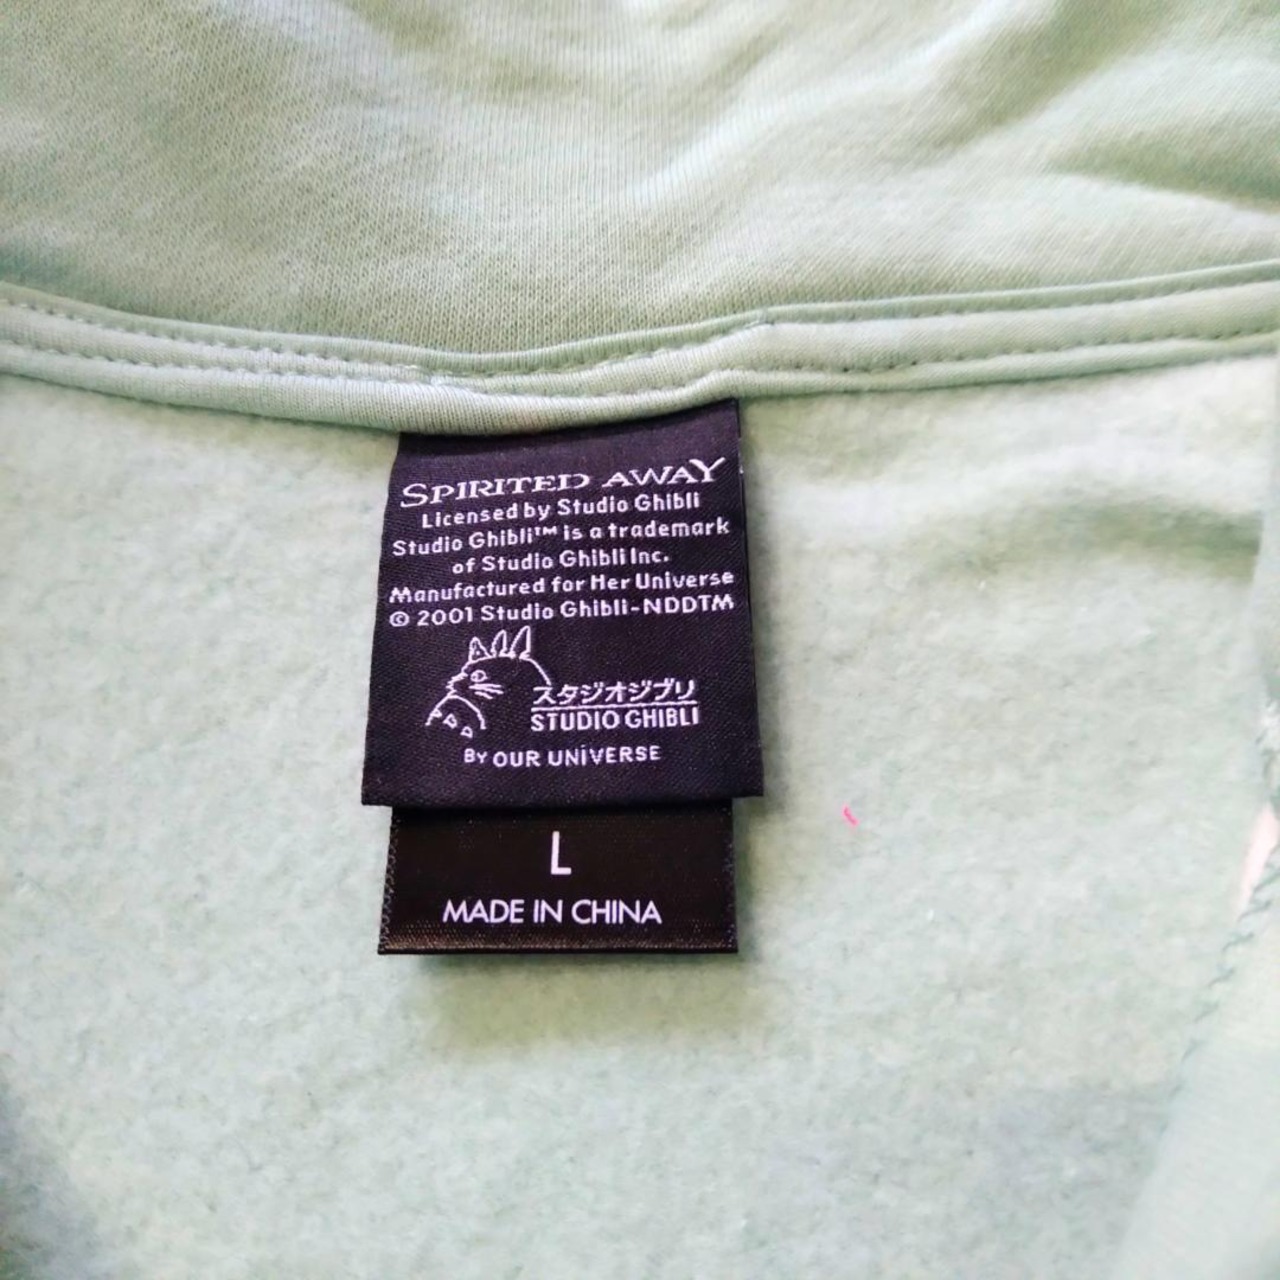 SPIRITED AWAY
Licensed by Studio Ghibli
Studio Ghibli™ is a trademark
of Studio Ghibli Inc.
Manufactured for Her Universe
© 2001 Studio Ghibli-NDDTM
スタジオジブリ
STUDIO GHIBLI
BY OUR UNIVERSE
L
MADE IN CHINA